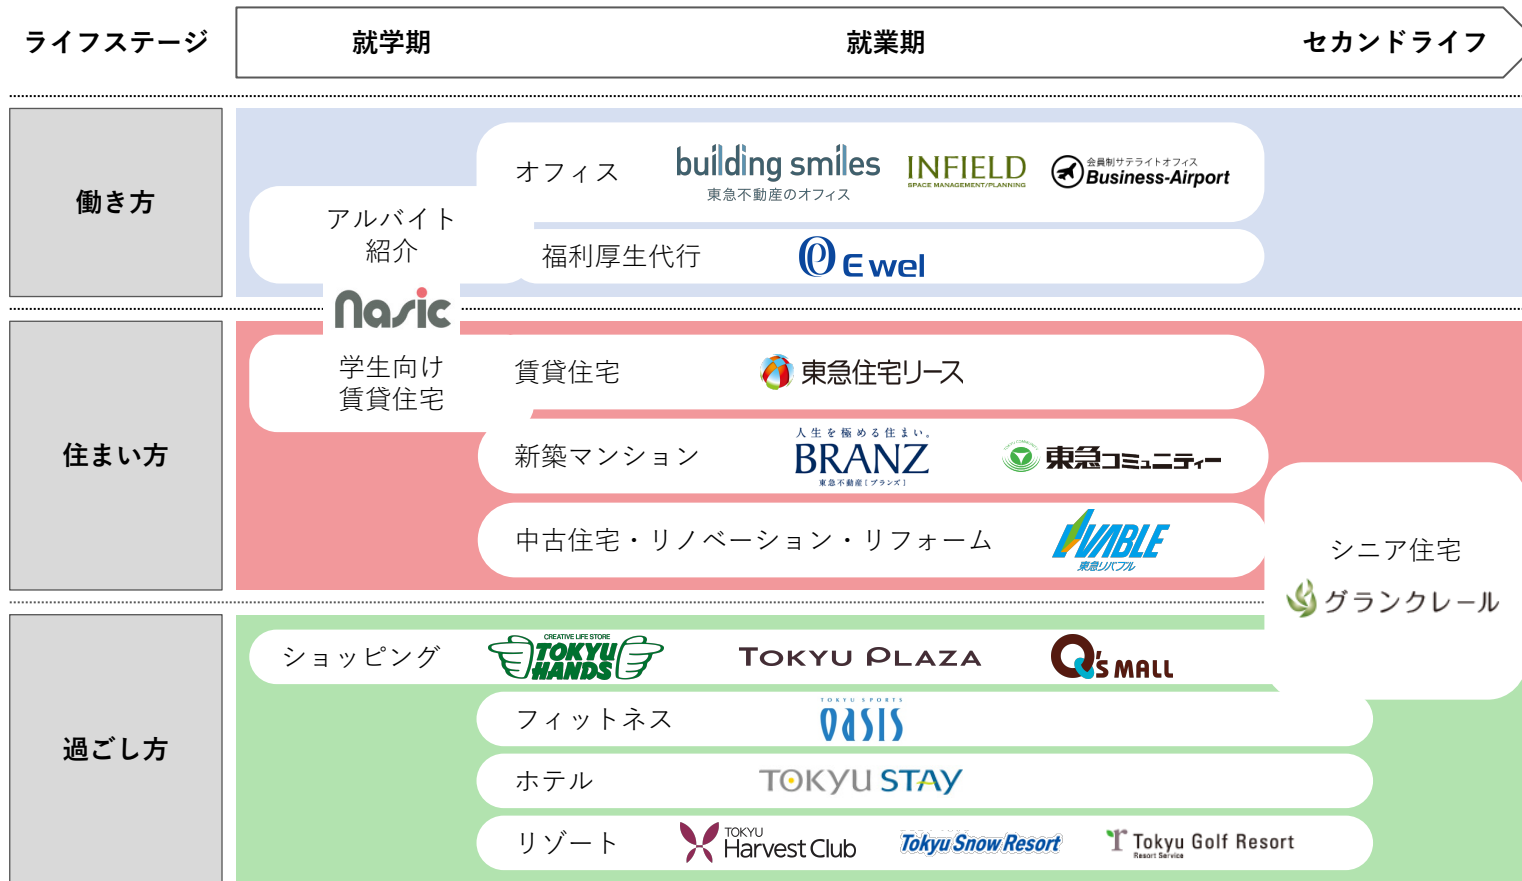 ライフステージ
就学期
就業期
セカンドライフ
働き方
オフィス
building smiles
東急不動産のオフィス
INFIELD
SPACE MANAGEMENT/PLANNING
会員制サテライトオフィス
Business-Airport
アルバイト
紹介
福利厚生代行
Ewel
nasic
住まい方
学生向け
賃貸住宅
賃貸住宅
東急住宅リース
新築マンション
人生を極める住まい。
BRANZ
東急不動産[ブランズ]
TOKYU COMMUNITY
東急コミュニティー
中古住宅・リノベーション・リフォーム
LIVABLE
東急リバブル
シニア住宅
グランクレール
過ごし方
ショッピング
CREATIVE LIFE STORE
TOKYU
HANDS
TOKYU PLAZA
Q'S MALL
フィットネス
TOKYU SPORTS
OASIS
ホテル
TOKYU STAY
リゾート
TOKYU
Harvest Club
Tokyu Snow Resort
Tokyu Golf Resort
Resort Service